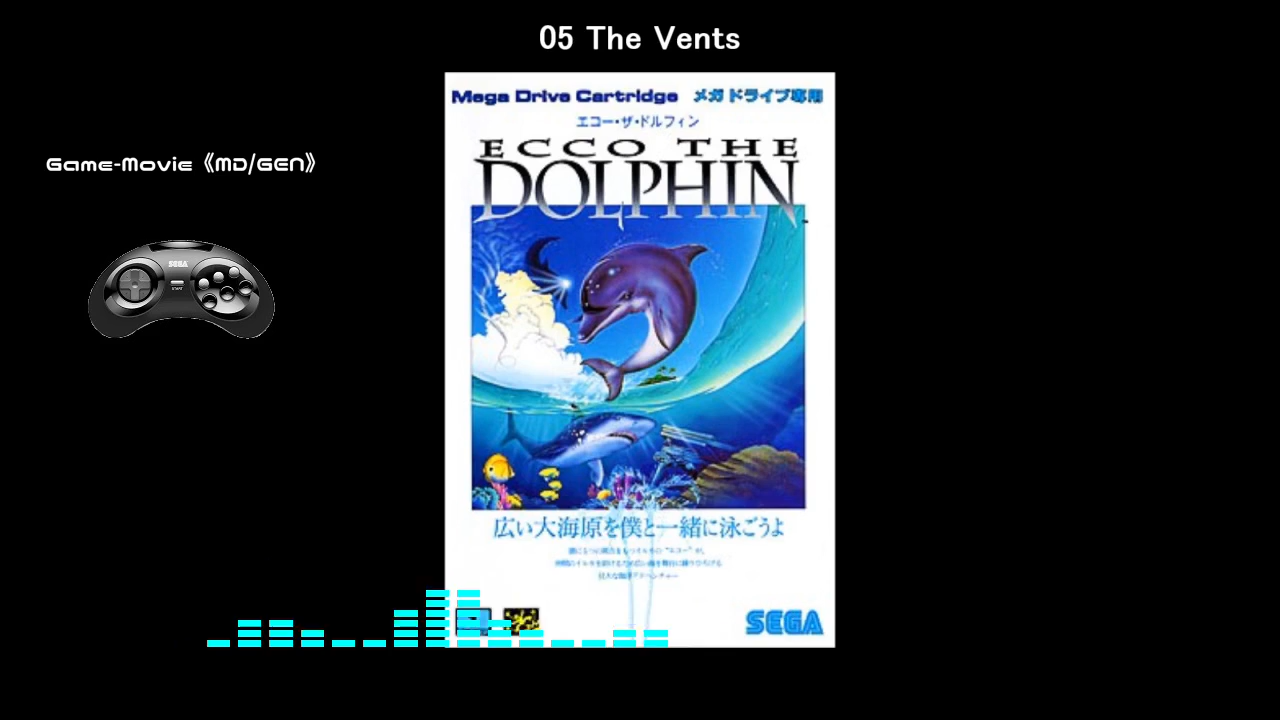 05 The Vents
Mega Drive Cartridge メガドライブ専用
エコー・ザ・ドルフィン
ECCO THE
DOLPHIN
Game-Movie《MD/GEN》
SEGA
START
広い大海原を僕と一緒に泳ごうよ
SEGA